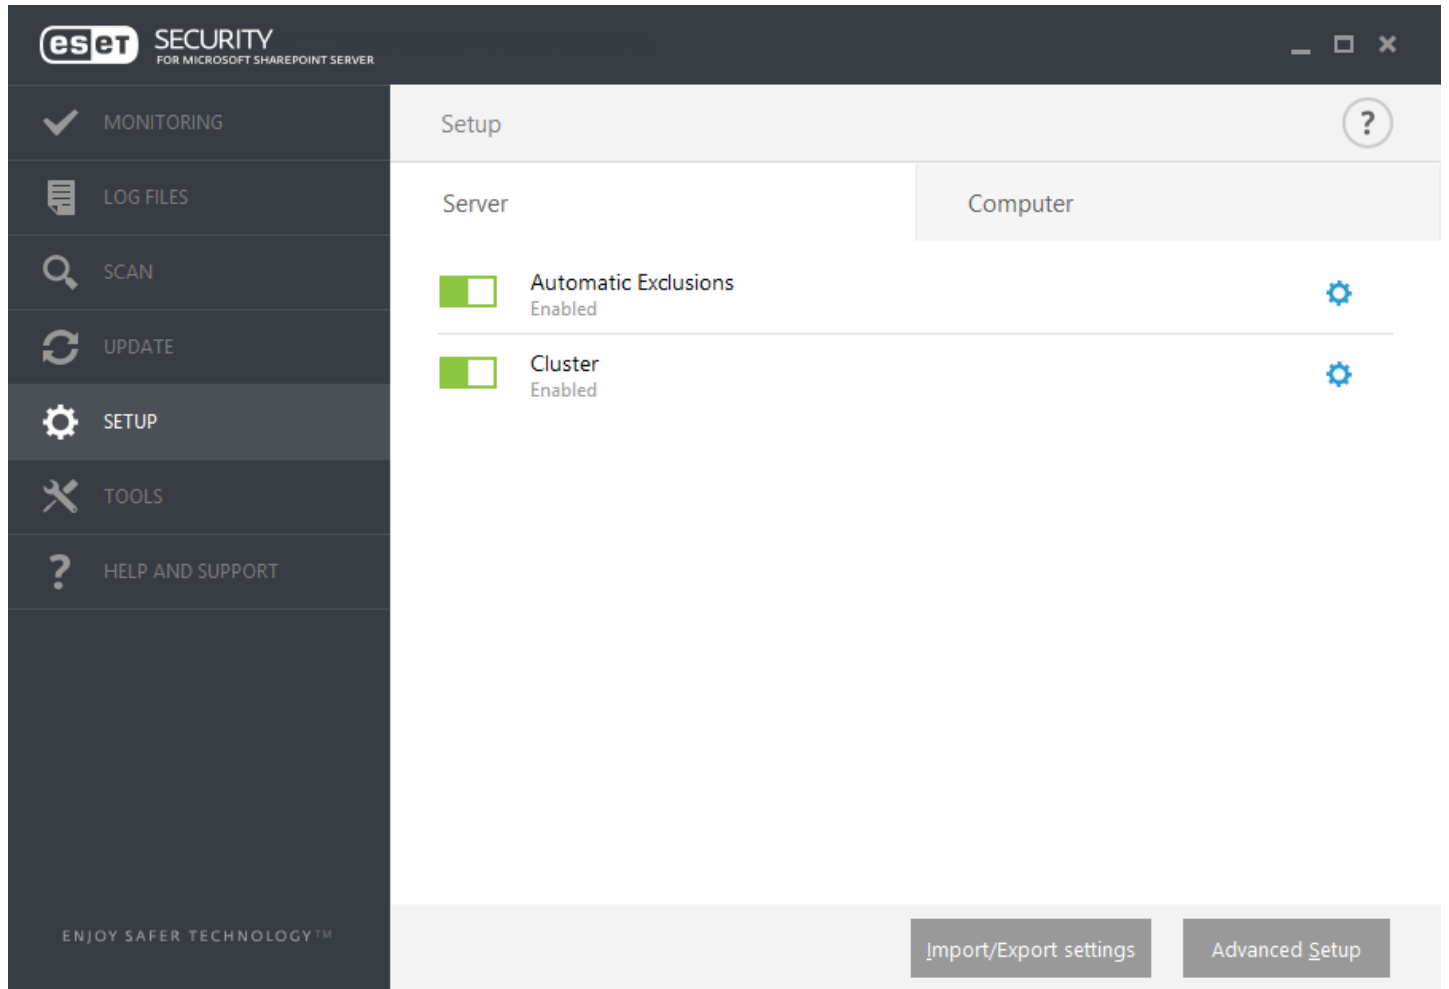 eset SECURITY
FOR MICROSOFT SHAREPOINT SERVER
MONITORING
LOG FILES
SCAN
UPDATE
SETUP
TOOLS
HELP AND SUPPORT
ENJOY SAFER TECHNOLOGY™
Setup
?
Server
Computer
Automatic Exclusions
Enabled
Cluster
Enabled
Import/Export settings
Advanced Setup